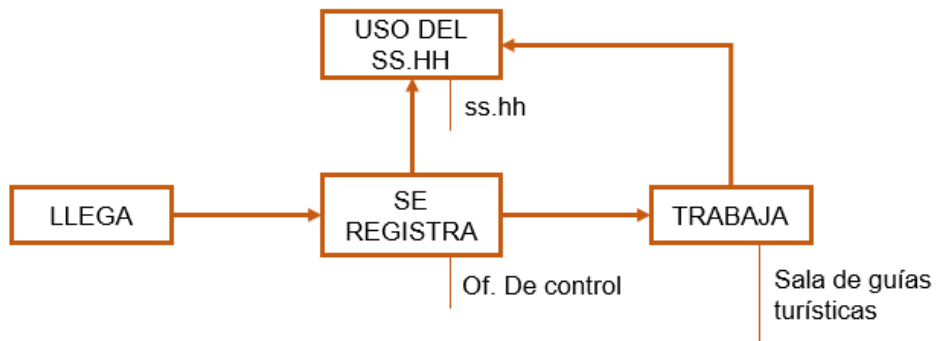 USO DEL
SS.HH
ss.hh
LLEGA
SE
REGISTRA
TRABAJA
Of. De control
Sala de guías
turísticas